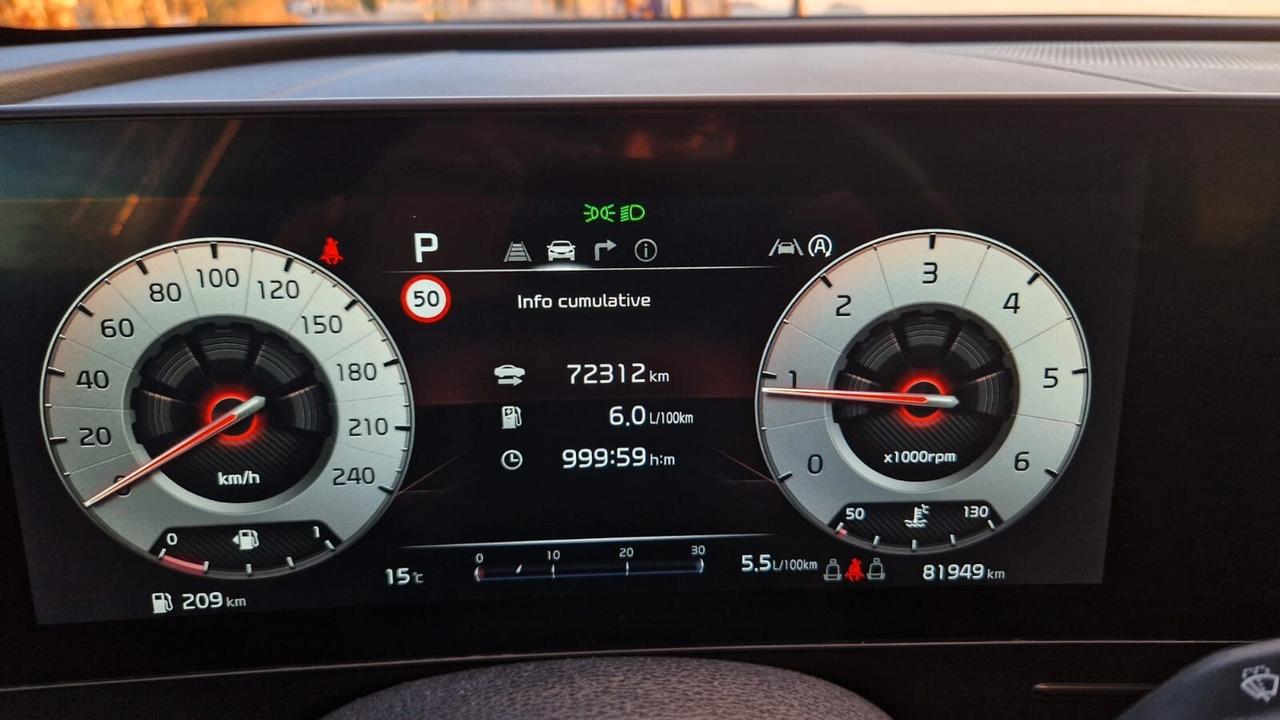 P
50
Info cumulative
72312 km
6.0 L/100km
999:59 h:m
0 20 40 60 80 100 120 150 180 210 240
km/h
0 1
0 1 2 3 4 5 6
x1000rpm
50 130
0 10 20 30
15 °C
5.5 L/100km
81949 km
209 km
A